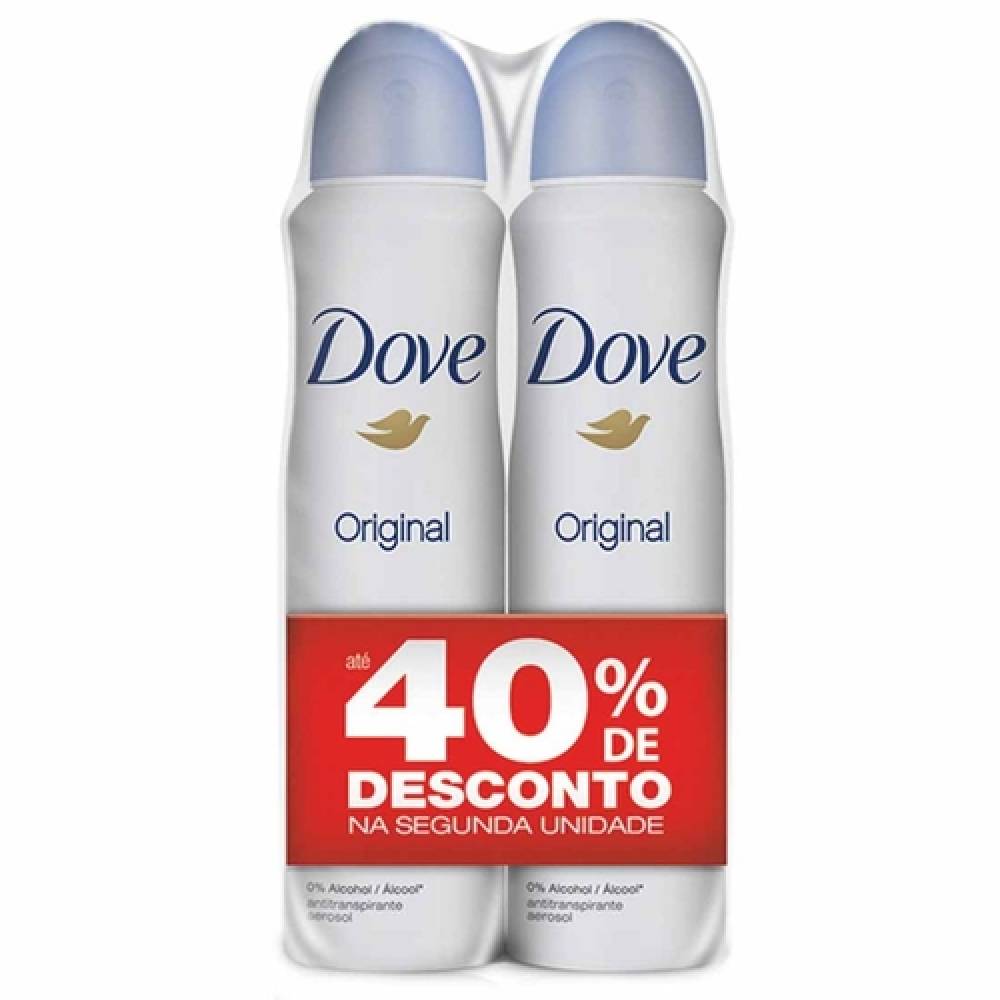 Dove
Original
Dove
Original
até
40%
DE
DESCONTO
NA SEGUNDA UNIDADE
0% Alcohol / Álcool*
antitranspirante
aerosol
0% Alcohol / Álcool*
antitranspirante
aerosol